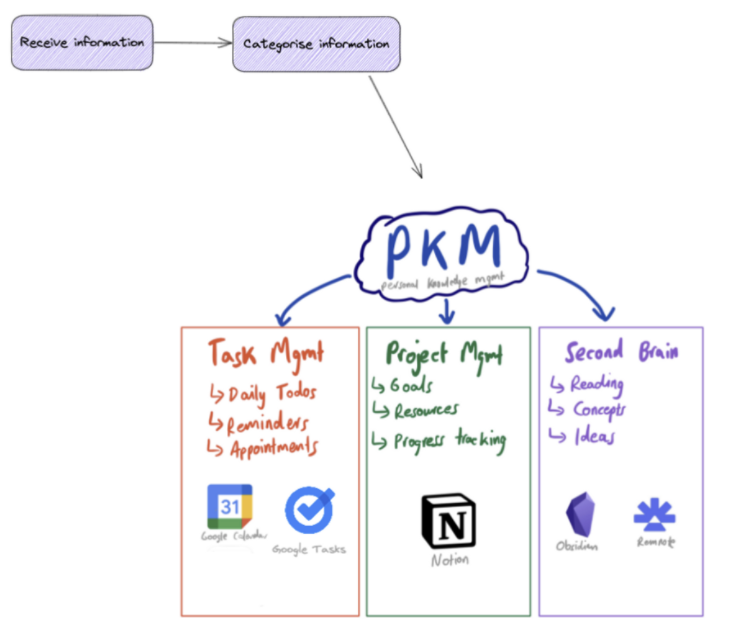 Receive information
Categorise information
PKM
personal knowledge mgmt
Task Mgmt
↳ Daily Todos
↳ Reminders
↳ Appointments
31
Google Calendar
Google Tasks
Project Mgmt
↳ Goals
↳ Resources
↳ Progress tracking
N
Notion
Second Brain
↳ Reading
↳ Concepts
↳ Ideas
Obsidian
Remnote